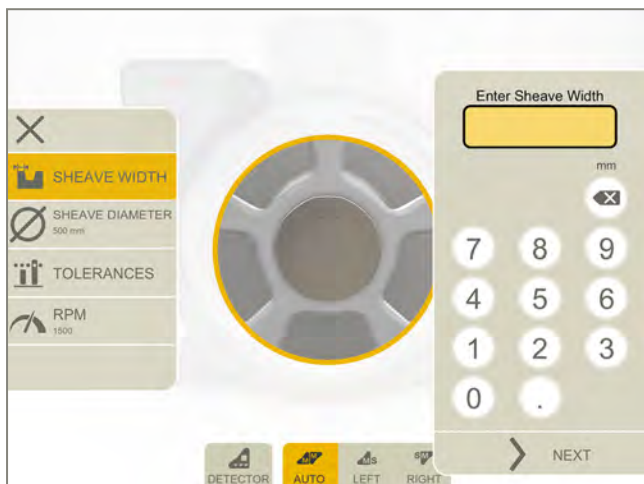 SHEAVE WIDTH
SHEAVE DIAMETER
500 mm
TOLERANCES
RPM
1500
Enter Sheave Width
mm
7 8 9
4 5 6
1 2 3
0 .
NEXT
DETECTOR
AUTO
LEFT
RIGHT
M M
M S
S M